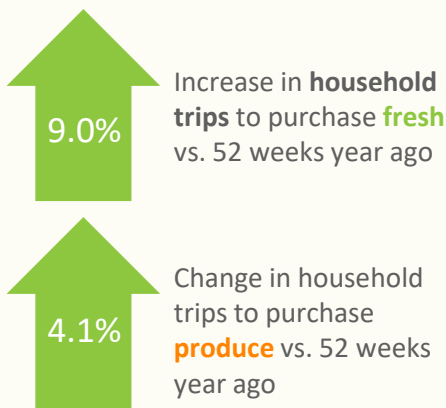 9.0%
Increase in household
trips to purchase fresh
vs. 52 weeks year ago
4.1%
Change in household
trips to purchase
produce vs. 52 weeks
year ago